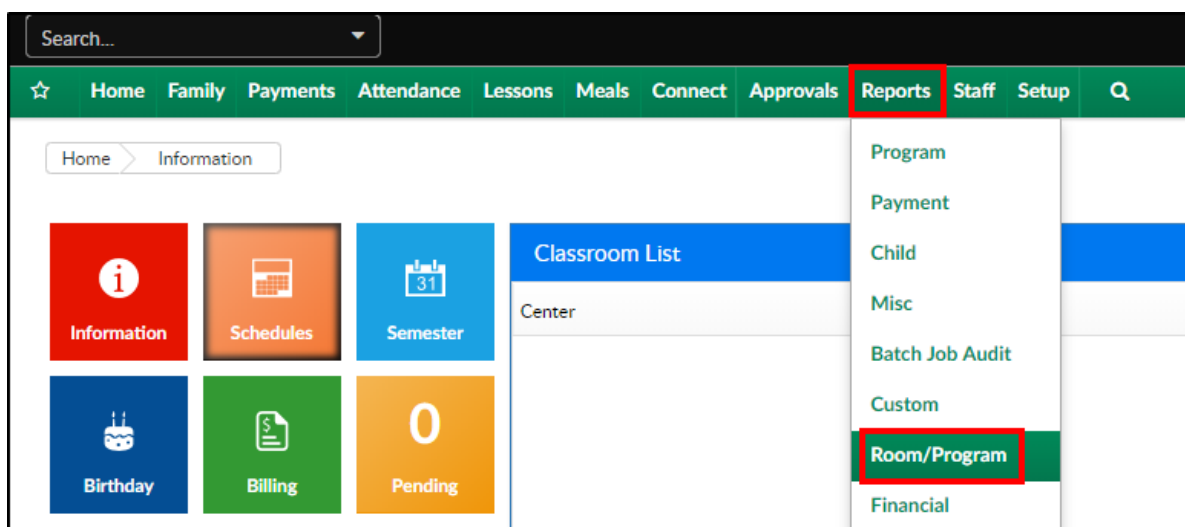 Search...
Home Family Payments Attendance Lessons Meals Connect Approvals Reports Staff Setup
Home Information
Program
Payment
Child
Misc
Batch Job Audit
Custom
Room/Program
Financial
Classroom List
Center
Information
Schedules
31
Semester
Birthday
$
Billing
0
Pending